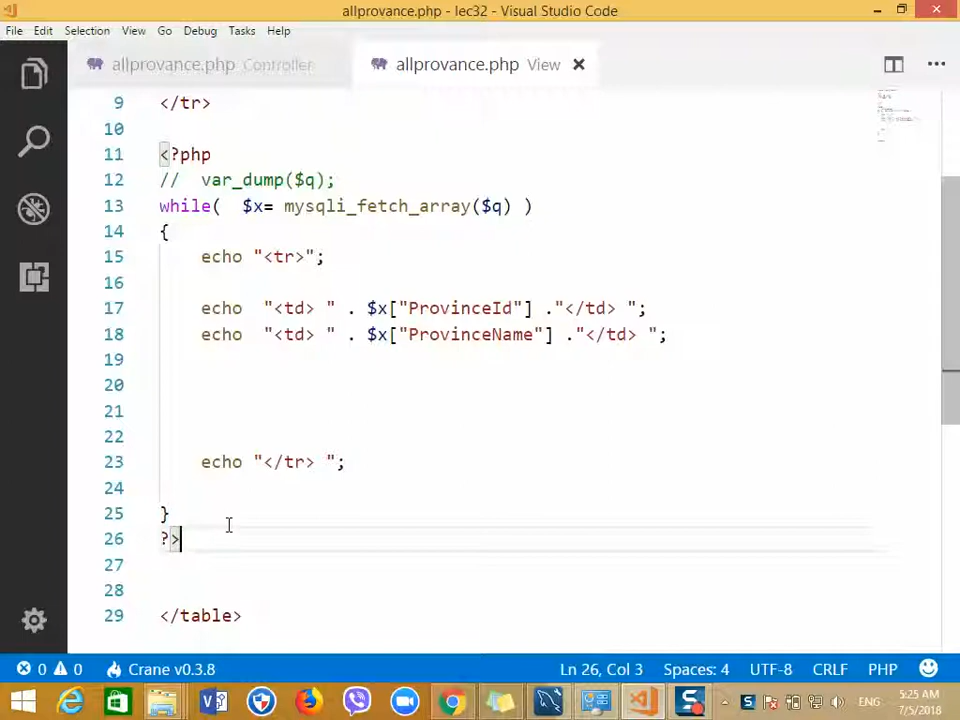 allprovance.php - lec32 - Visual Studio Code
File Edit Selection View Go Debug Tasks Help
allprovance.php Controller
allprovance.php View
9 </tr>
10
11 <?php
12 //  var_dump($q);
13 while(  $x= mysqli_fetch_array($q) )
14 {
15 echo "<tr>";
16
17 echo  "<td> " . $x["ProvinceId"] ."</td> ";
18 echo  "<td> " . $x["ProvinceName"] ."</td> ";
19
20
21
22
23 echo "</tr> ";
24
25 }
26 ?>
27
28
29 </table>
0 0 Crane v0.3.8 Ln 26, Col 3 Spaces: 4 UTF-8 CRLF PHP
ENG
5:25 AM
7/5/2018